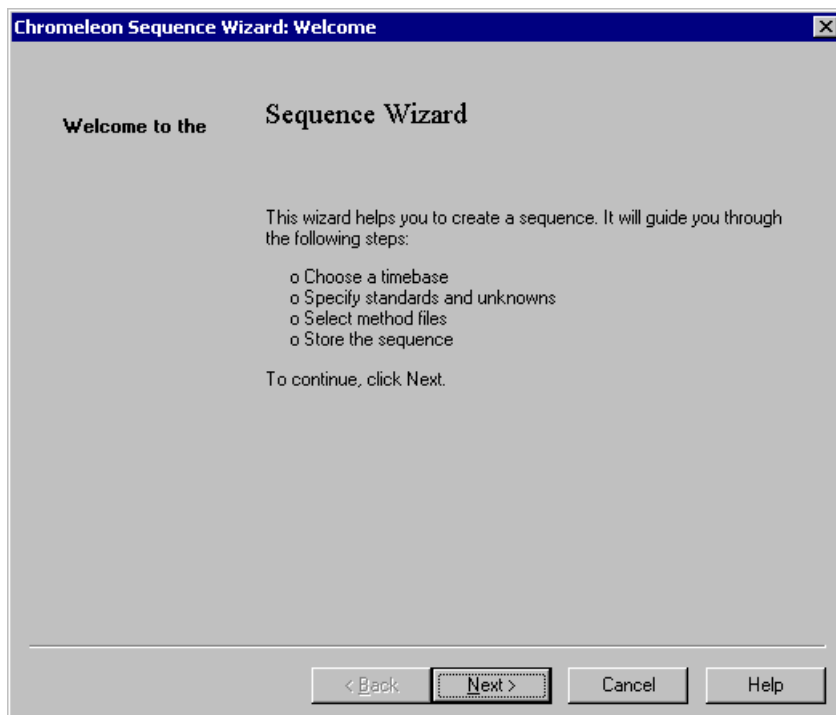 Chromeleon Sequence Wizard: Welcome
Welcome to the
Sequence Wizard
This wizard helps you to create a sequence. It will guide you through
the following steps:
o Choose a timebase
o Specify standards and unknowns
o Select method files
o Store the sequence
To continue, click Next.
< Back
Next >
Cancel
Help